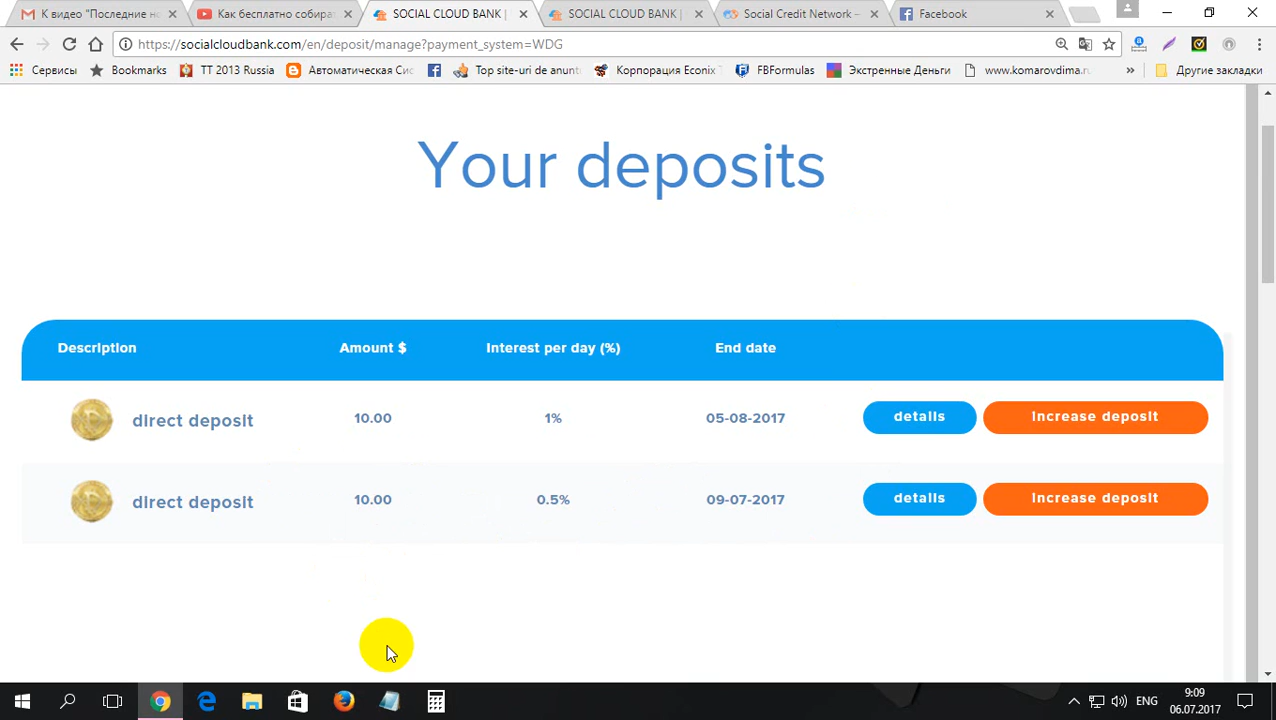 К видео "Последние не
Как бесплатно собира
SOCIAL CLOUD BANK |
SOCIAL CLOUD BANK |
Social Credit Network –
Facebook
https://socialcloudbank.com/en/deposit/manage?payment_system=WDG
Сервисы
Bookmarks
TT 2013 Russia
Автоматическая Сис
Top site-uri de anunt
Корпорация Econix
FBFormulas
Экстренные Деньги
www.komarovdima.ru
»
Другие закладки
Your deposits
Description Amount $ Interest per day (%) End date
direct deposit 10.00 1% 05-08-2017 details increase deposit
direct deposit 10.00 0.5% 09-07-2017 details increase deposit
ENG
9:09
06.07.2017